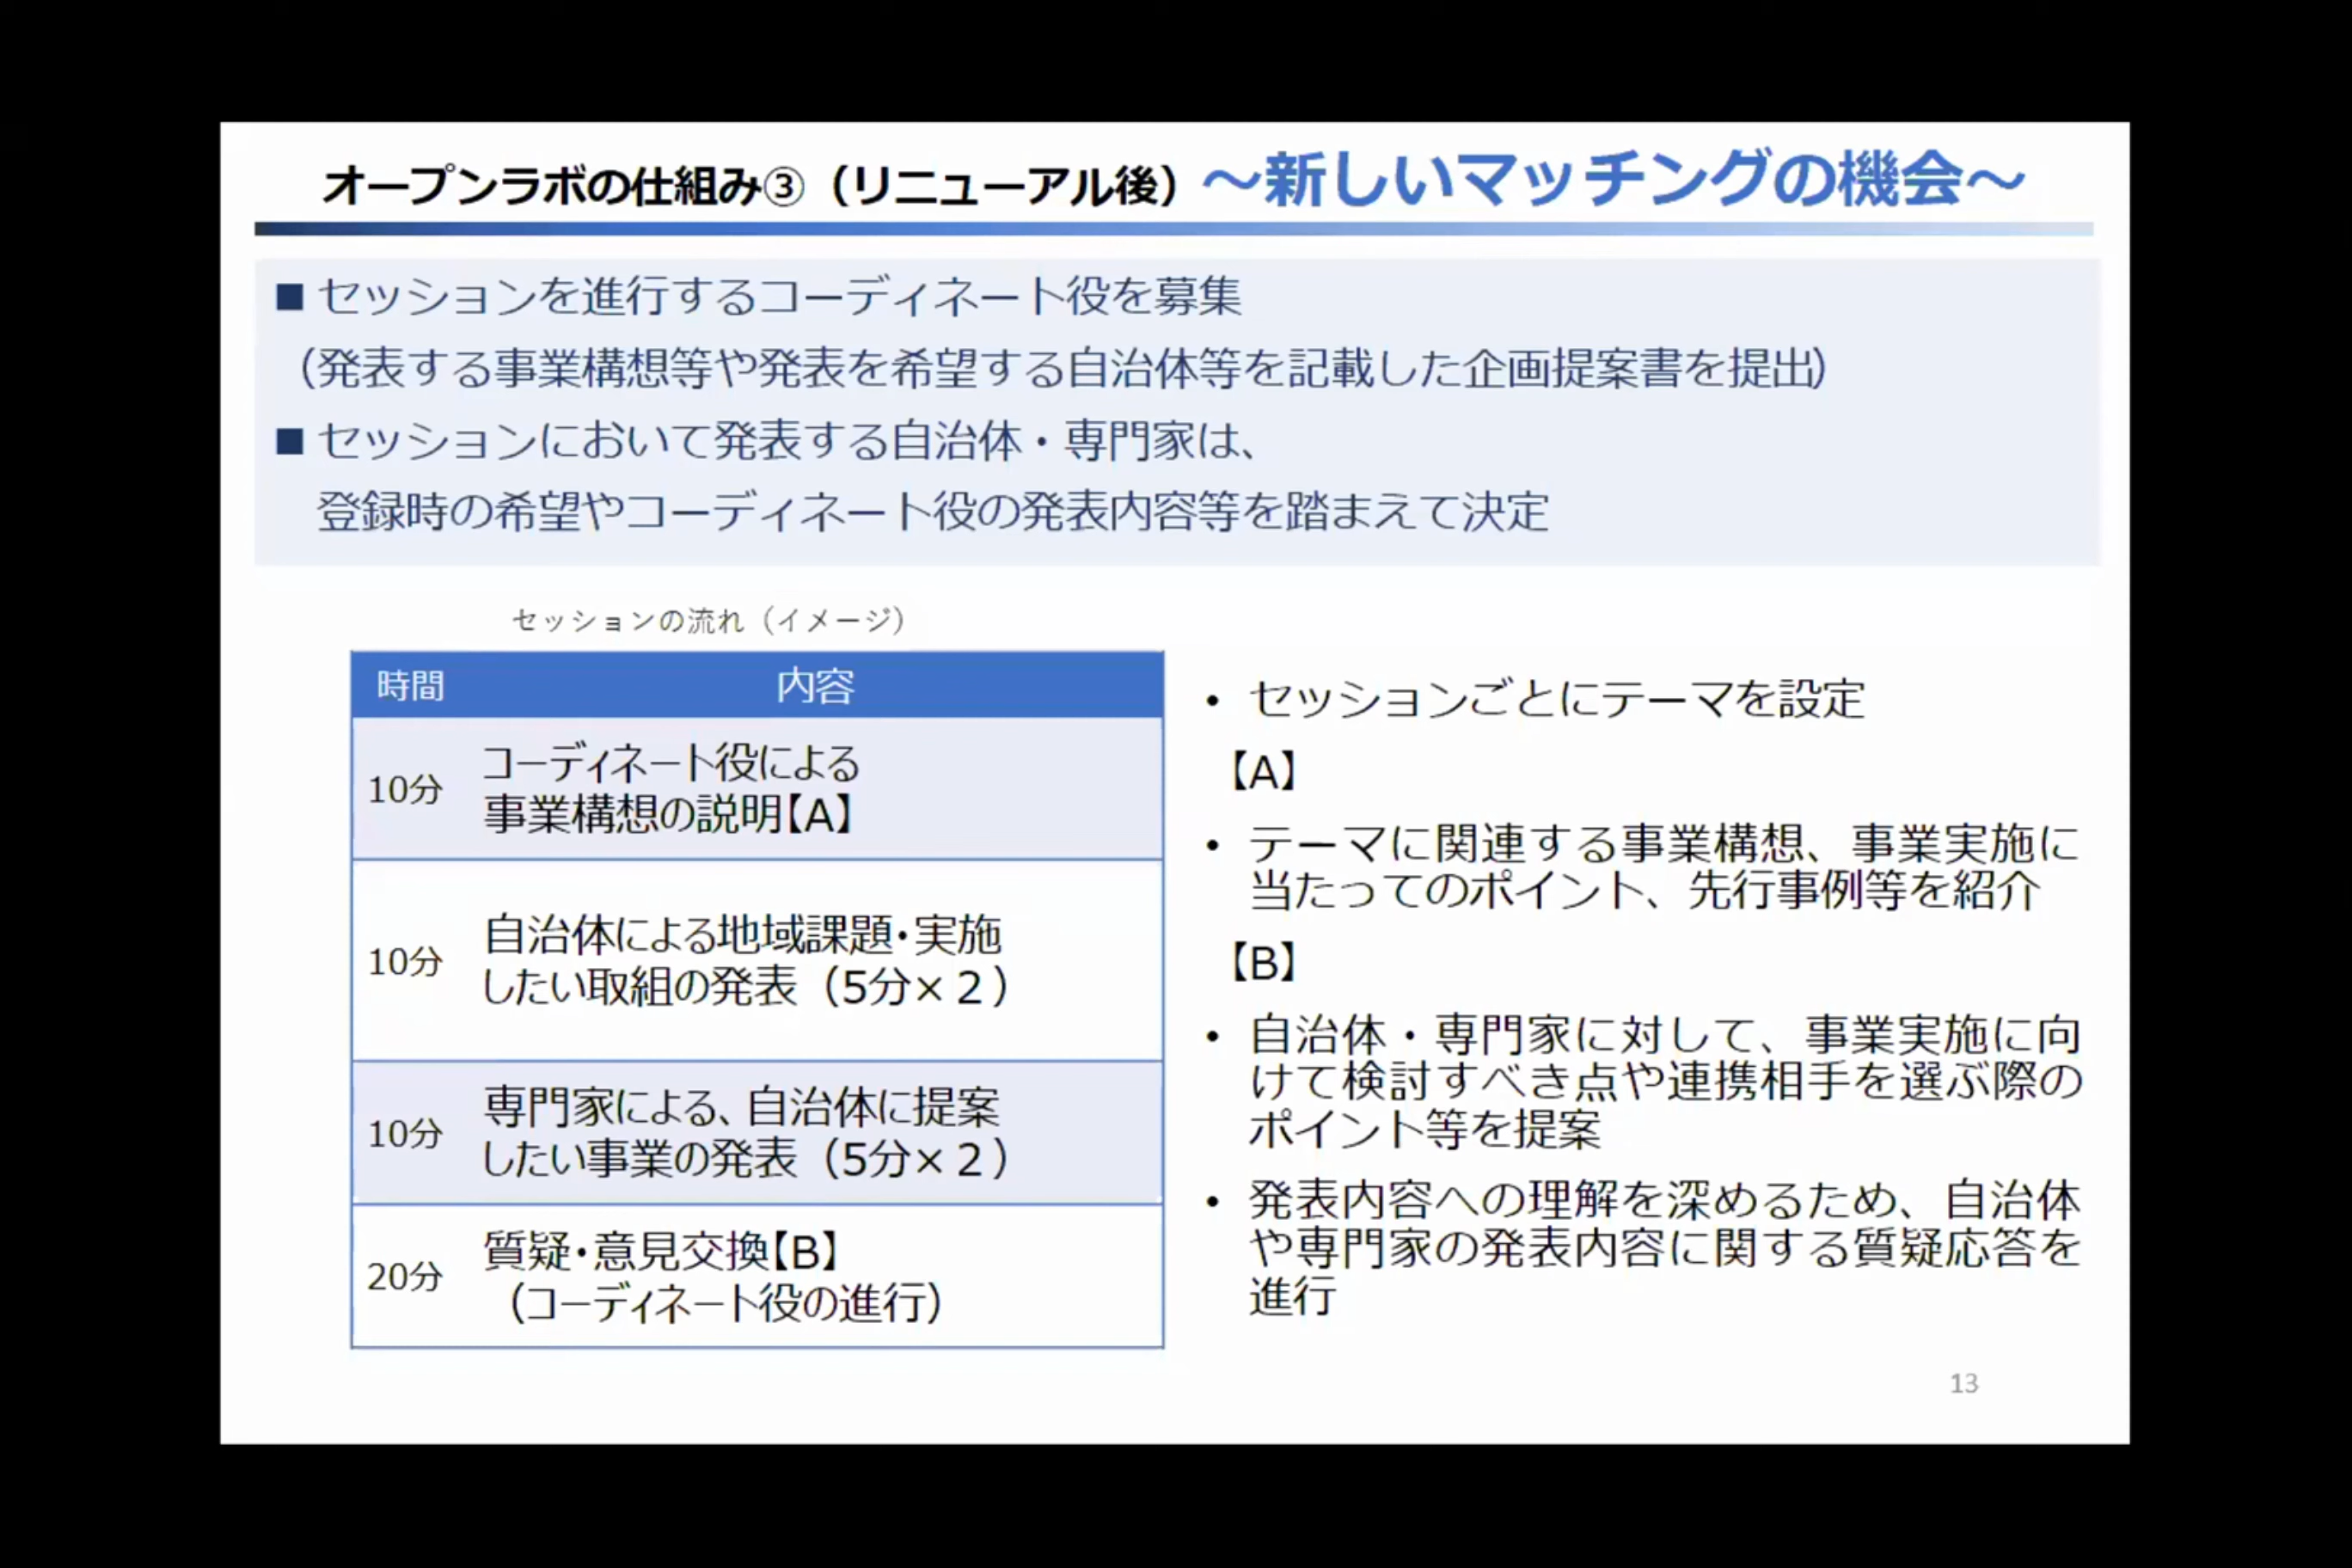 オープンラボの仕組み③（リニューアル後）～新しいマッチングの機会～
■ セッションを進行するコーディネート役を募集
（発表する事業構想等や発表を希望する自治体等を記載した企画提案書を提出）
■ セッションにおいて発表する自治体・専門家は、
登録時の希望やコーディネート役の発表内容等を踏まえて決定
セッションの流れ（イメージ）
時間 内容
10分 コーディネート役による
事業構想の説明【A】
10分 自治体による地域課題・実施
したい取組の発表（5分×２）
10分 専門家による、自治体に提案
したい事業の発表（5分×２）
20分 質疑・意見交換【B】
（コーディネート役の進行）
• セッションごとにテーマを設定
【A】
• テーマに関連する事業構想、事業実施に
当たってのポイント、先行事例等を紹介
【B】
• 自治体・専門家に対して、事業実施に向
けて検討すべき点や連携相手を選ぶ際の
ポイント等を提案
• 発表内容への理解を深めるため、自治体
や専門家の発表内容に関する質疑応答を
進行
13